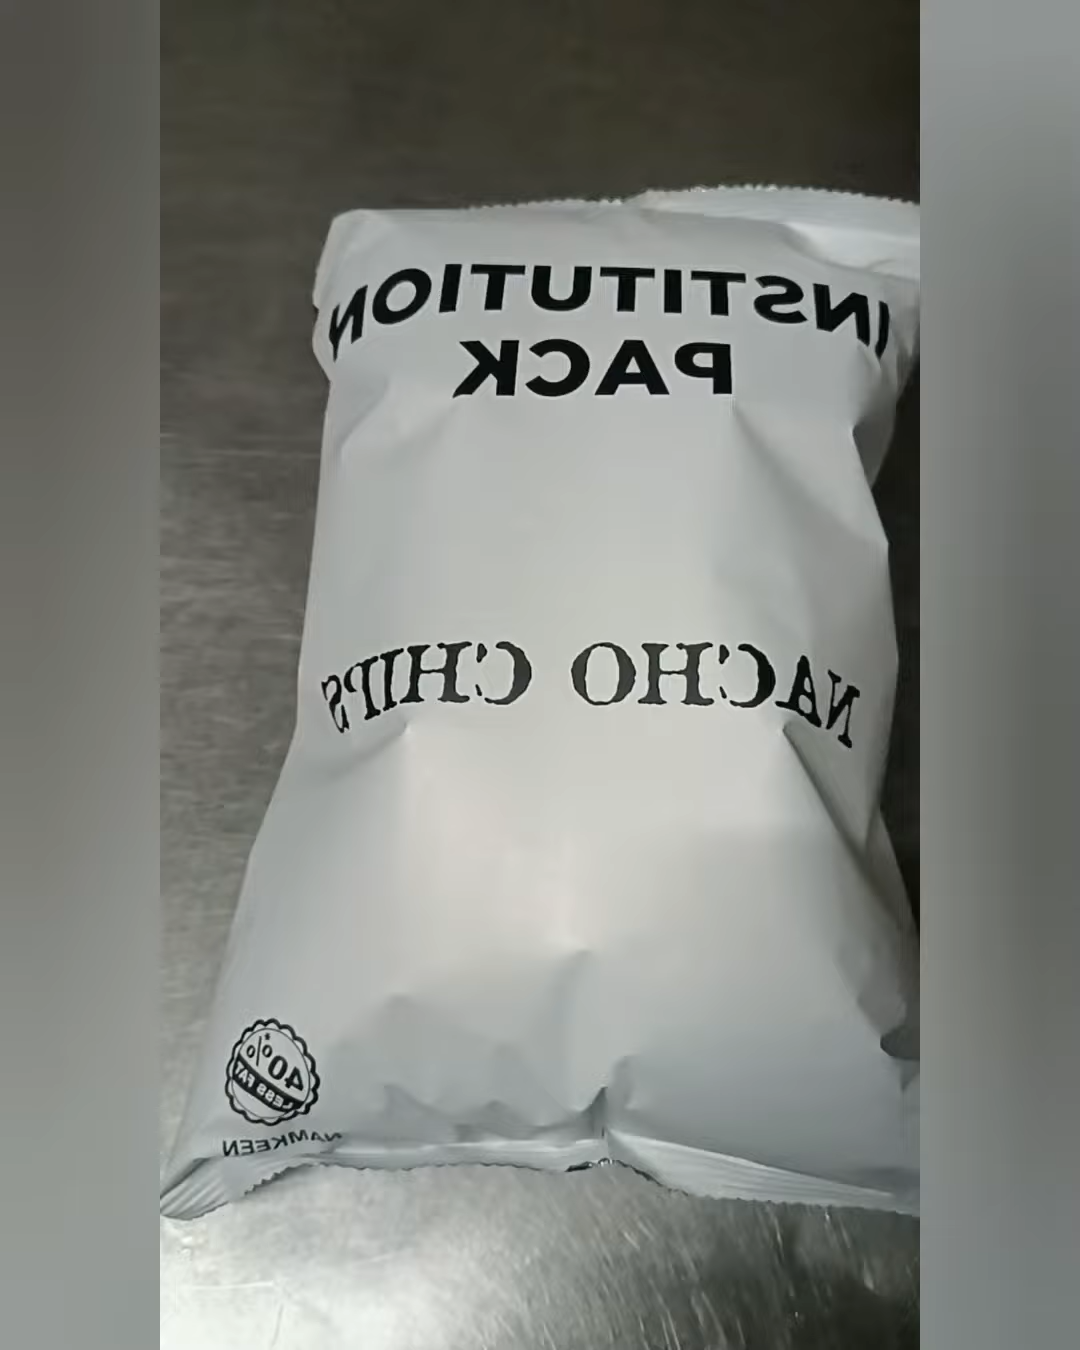 INSTITUTION
PACK
NACHO CHIPS
40%*
LESS FAT
NAMKEEN